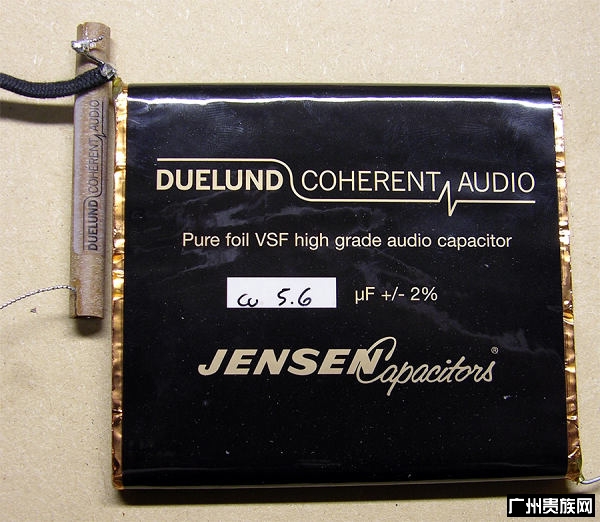 DUELUND COHERENT AUDIO
DUELUND COHERENT AUDIO
Pure foil VSF high grade audio capacitor
cu 5.6 µF +/- 2%
JENSEN Capacitors®
广州贵族网